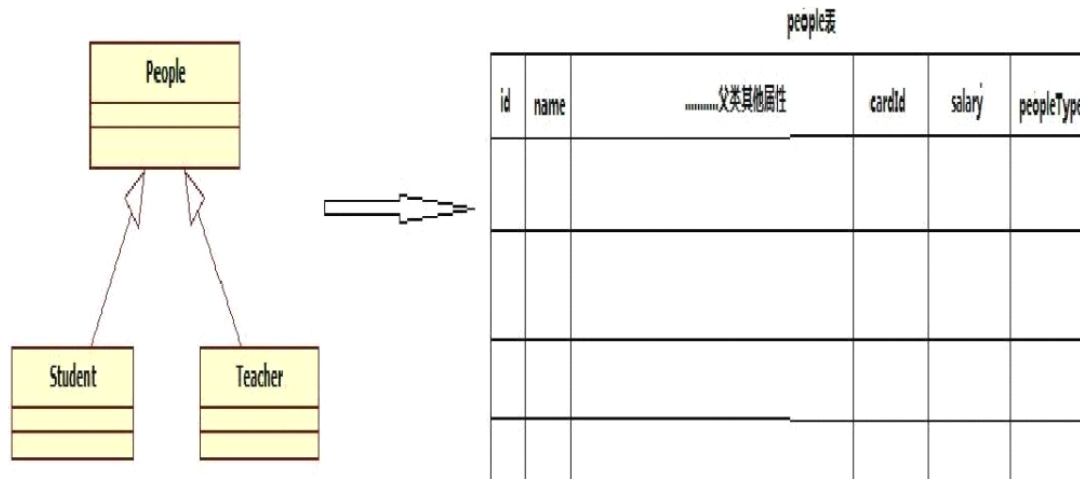 people表
People
id
name
..........父类其他属性
cardId
salary
peopleType
Student
Teacher